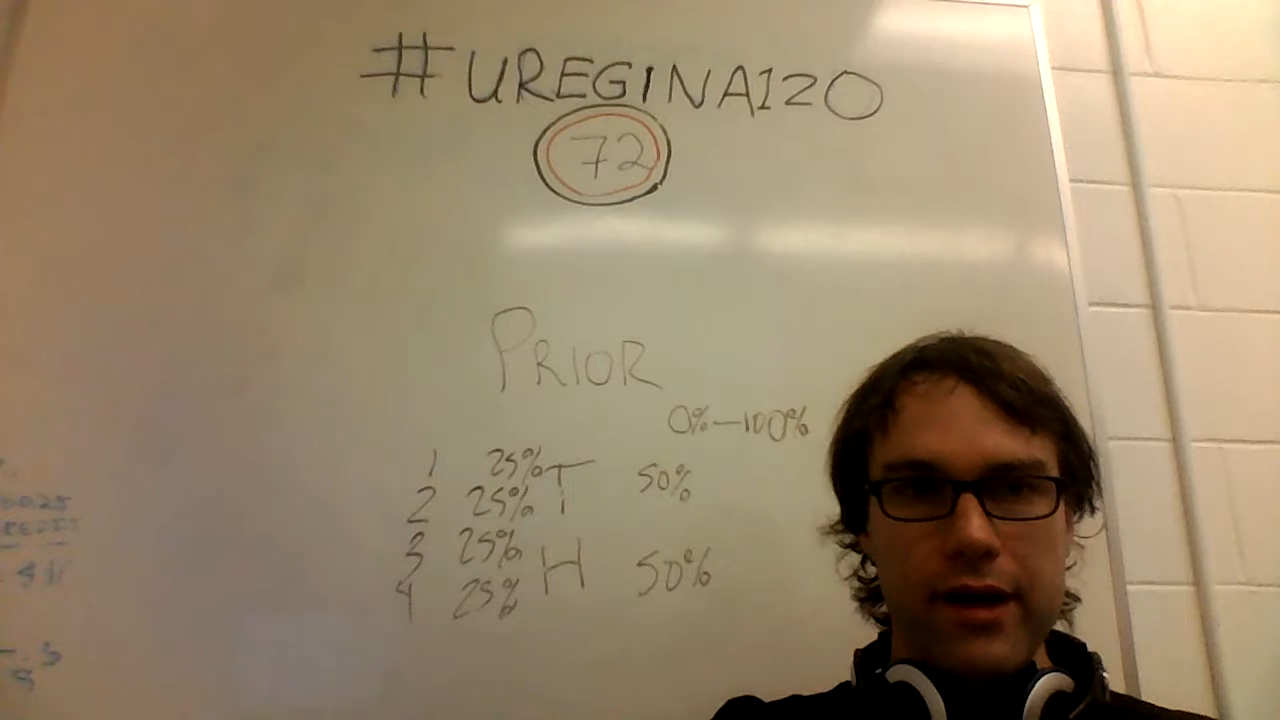 #UREGINA120
72
PRIOR
0%—100%
1 25% T 50%
2 25%
3 25% H 50%
4 25%